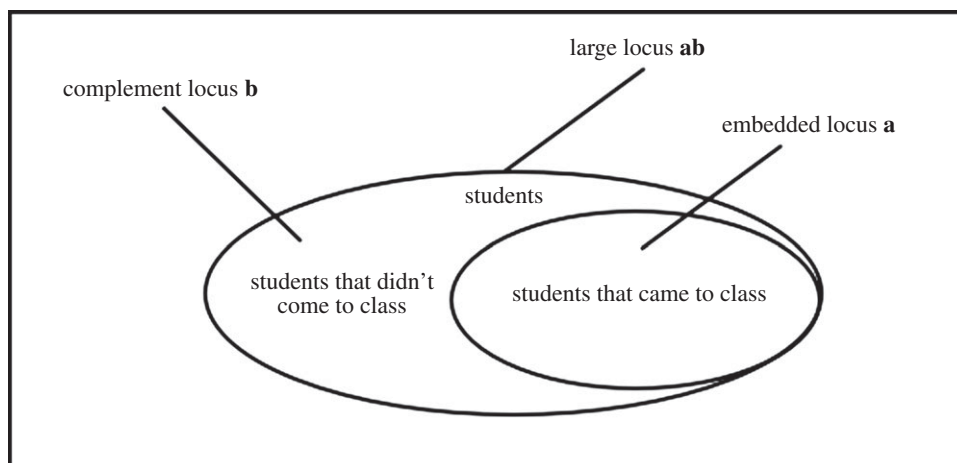 large locus ab
complement locus b
embedded locus a
students
students that didn't
come to class
students that came to class